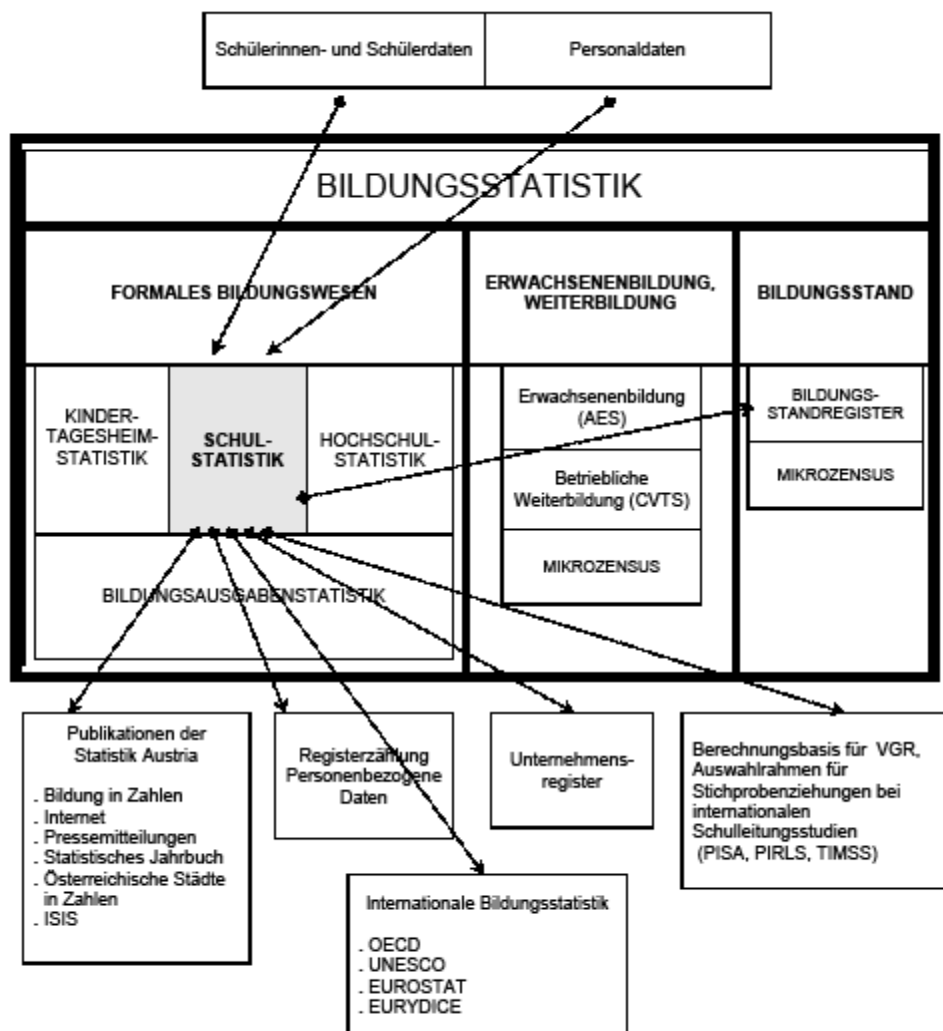 Schülerinnen- und Schülerdaten
Personaldaten
BILDUNGSSTATISTIK
FORMALES BILDUNGSWESEN
ERWACHSENENBILDUNG,
WEITERBILDUNG
BILDUNGSSTAND
KINDER-
TAGESHEIM-
STATISTIK
SCHUL-
STATISTIK
HOCHSCHUL-
STATISTIK
BILDUNGSAUSGABENSTATISTIK
Erwachsenenbildung
(AES)
Betriebliche
Weiterbildung (CVTS)
MIKROZENSUS
BILDUNGS-
STANDREGISTER
MIKROZENSUS
Publikationen der
Statistik Austria
. Bildung in Zahlen
. Internet
. Pressemitteilungen
. Statistisches Jahrbuch
. Österreichische Städte
in Zahlen
. ISIS
Registerzählung
Personenbezogene
Daten
Unternehmens-
register
Berechnungsbasis für VGR,
Auswahlrahmen für
Stichprobenziehungen bei
internationalen
Schulleitungsstudien
(PISA, PIRLS, TIMSS)
Internationale Bildungsstatistik
. OECD
. UNESCO
. EUROSTAT
. EURYDICE